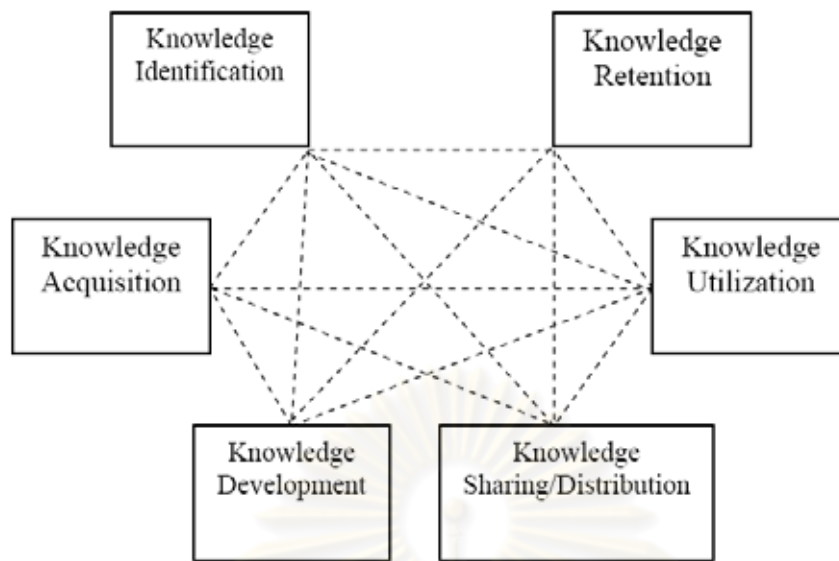 Knowledge
Identification
Knowledge
Retention
Knowledge
Acquisition
Knowledge
Utilization
Knowledge
Development
Knowledge
Sharing/Distribution